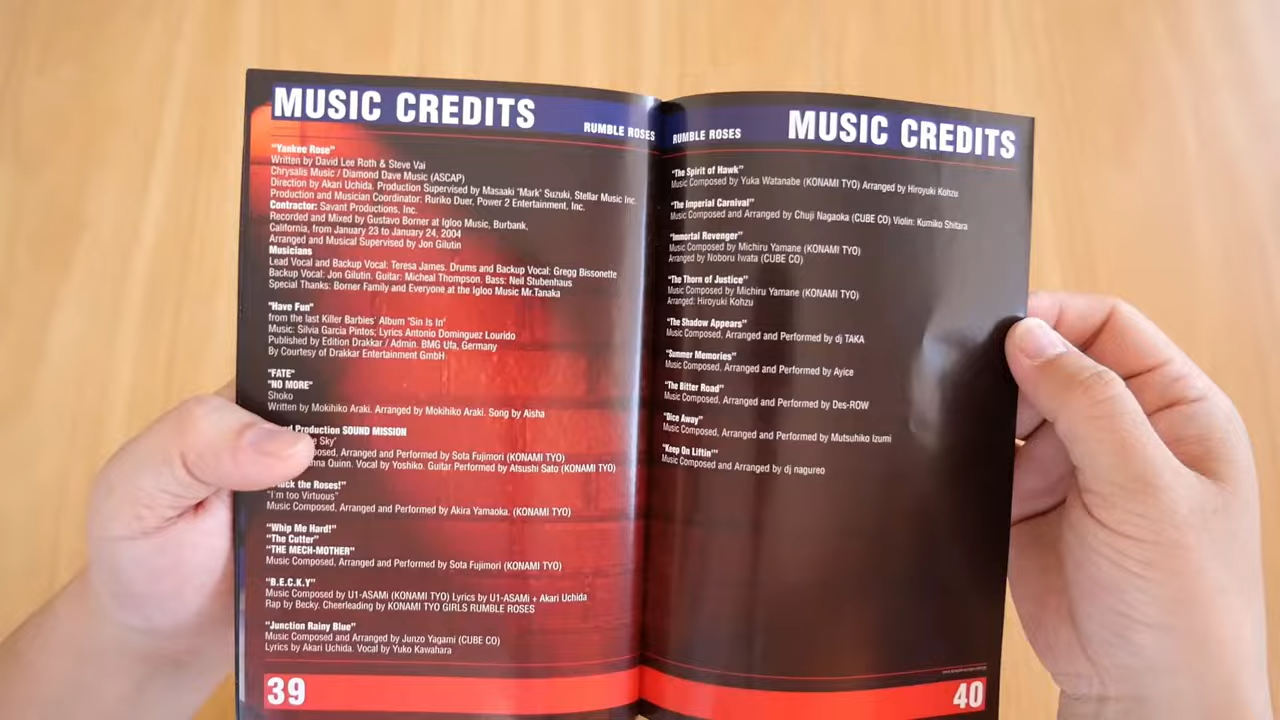 MUSIC CREDITS
RUMBLE ROSES
"Yankee Rose"
Written by David Lee Roth & Steve Vai
Chrysalis Music / Diamond Dave Music (ASCAP)
Direction by Akari Uchida. Production Supervised by Masaaki "Mark" Suzuki, Stellar Music Inc.
Production and Musician Coordinator: Ruriko Duer, Power 2 Entertainment, Inc.
Contractor: Savant Productions, Inc.
Recorded and Mixed by Gustavo Borner at Igloo Music, Burbank,
California, from January 23 to January 24, 2004
Arranged and Musical Supervised by Jon Gilutin
Musicians
Lead Vocal and Backup Vocal: Teresa James. Drums and Backup Vocal: Gregg Bissonette
Backup Vocal: Jon Gilutin. Guitar: Micheal Thompson. Bass: Neil Stubenhaus
Special Thanks: Borner Family and Everyone at the Igloo Music Mr.Tanaka
"Have Fun"
from the last Killer Barbies' Album "Sin Is In"
Music: Silvia Garcia Pintos; Lyrics Antonio Dominguez Lourido
Published by Edition Drakkar / Admin. BMG Ufa, Germany
By Courtesy of Drakkar Entertainment GmbH
"FATE"
"NO MORE"
Shoko
Written by Mokihiko Araki. Arranged by Mokihiko Araki. Song by Aisha
Production SOUND MISSION
Sky"
Arranged and Performed by Sota Fujimori (KONAMI TYO)
Quinn. Vocal by Yoshiko. Guitar Performed by Atsushi Sato (KONAMI TYO)
the Roses!"
"I'm too Virtuous"
Music Composed, Arranged and Performed by Akira Yamaoka. (KONAMI TYO)
"Whip Me Hard!"
"The Cutter"
"THE MECH-MOTHER"
Music Composed, Arranged and Performed by Sota Fujimori (KONAMI TYO)
"B.E.C.K.Y"
Music Composed by U1-ASAMi (KONAMI TYO) Lyrics by U1-ASAMi + Akari Uchida
Rap by Becky. Cheerleading by KONAMI TYO GIRLS RUMBLE ROSES
"Junction Rainy Blue"
Music Composed and Arranged by Junzo Yagami (CUBE CO)
Lyrics by Akari Uchida. Vocal by Yuko Kawahara
39
RUMBLE ROSES
MUSIC CREDITS
"The Spirit of Hawk"
Music Composed by Yuka Watanabe (KONAMI TYO) Arranged by Hiroyuki Kohzu
"The Imperial Carnival"
Music Composed and Arranged by Chuji Nagaoka (CUBE CO) Violin: Kumiko Shitara
"Immortal Revenger"
Music Composed by Michiru Yamane (KONAMI TYO)
Arranged by Noboru Iwata (CUBE CO)
"The Thorn of Justice"
Music Composed by Michiru Yamane (KONAMI TYO)
Arranged: Hiroyuki Kohzu
"The Shadow Appears"
Music Composed, Arranged and Performed by dj TAKA
"Summer Memories"
Music Composed, Arranged and Performed by Ayice
"The Bitter Road"
Music Composed, Arranged and Performed by Des-ROW
"Dice Away"
Music Composed, Arranged and Performed by Mutsuhiko Izumi
"Keep On Liftin'"
Music Composed and Arranged by dj nagureo
40